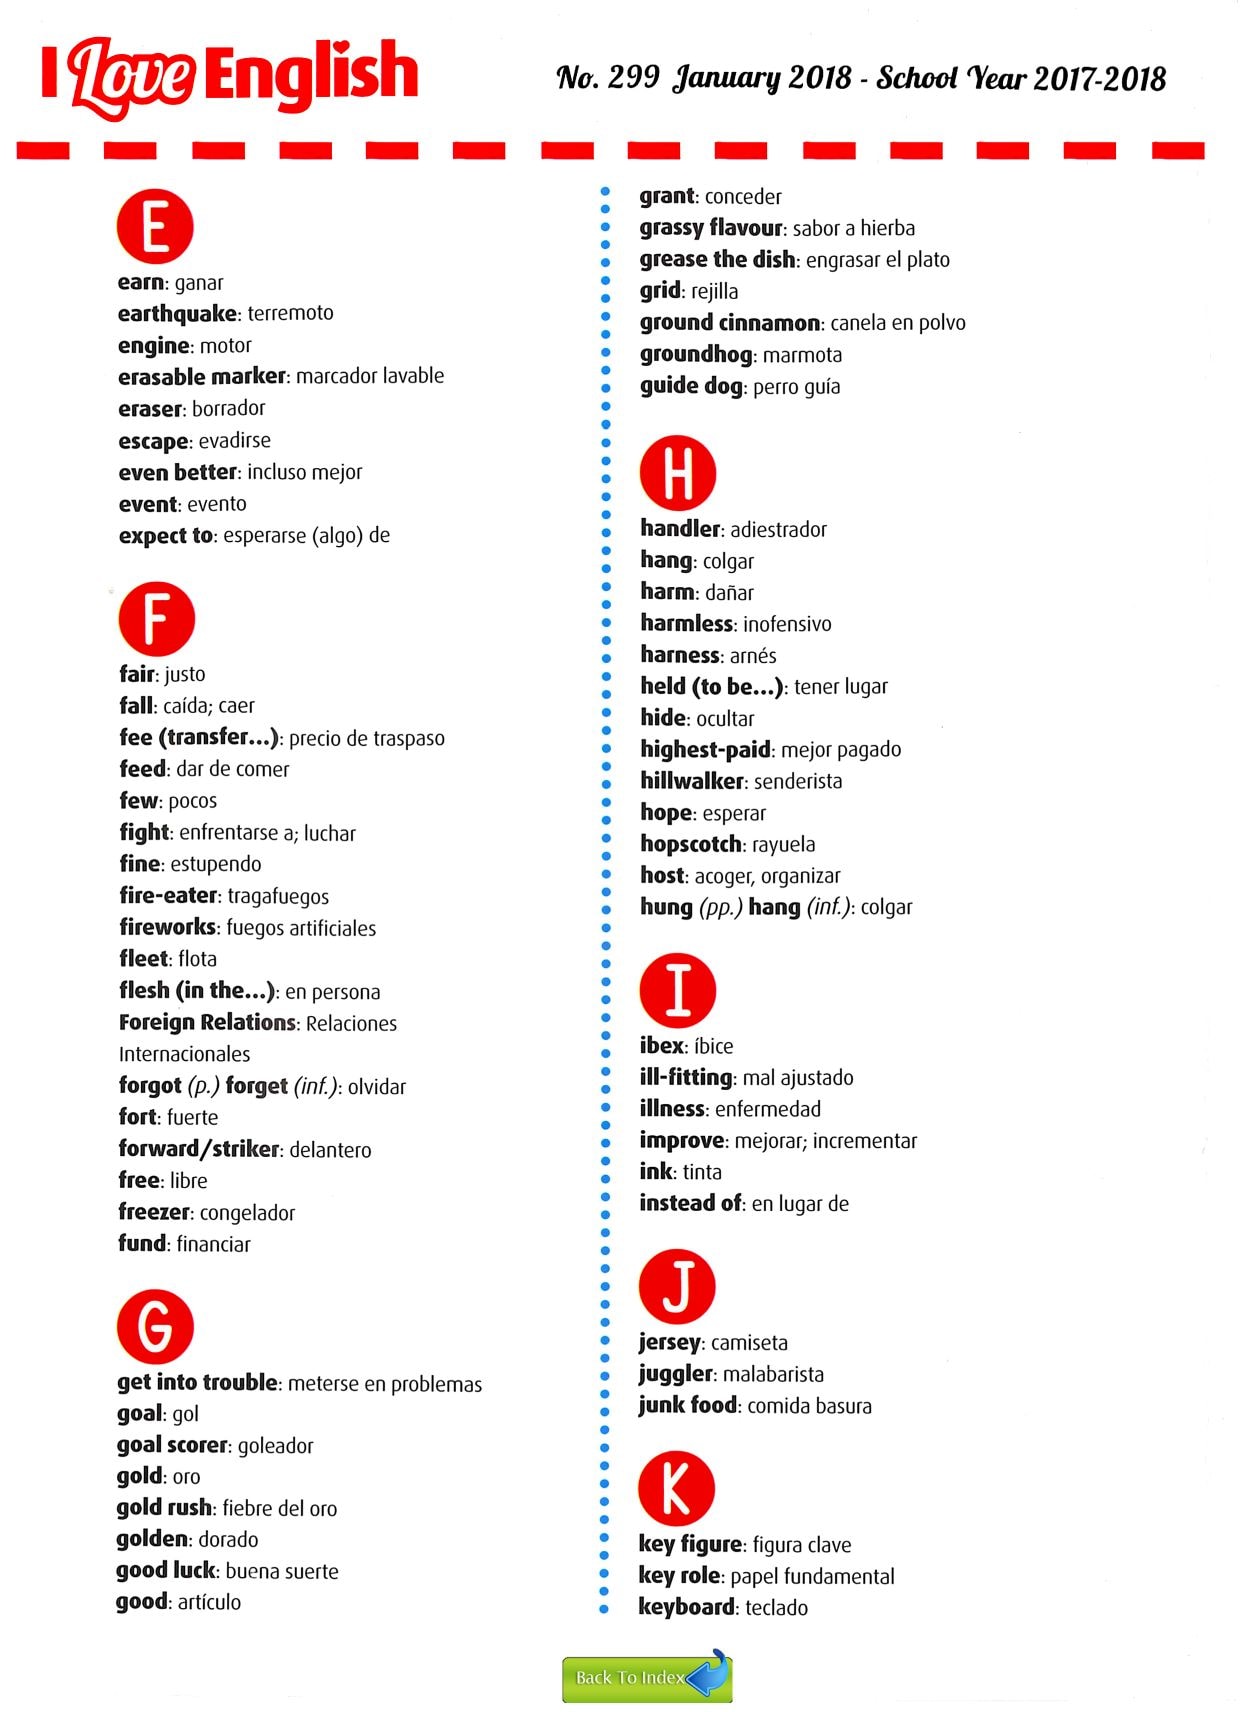 I Love English
No. 299 January 2018 - School Year 2017-2018
E
earn: ganar
earthquake: terremoto
engine: motor
erasable marker: marcador lavable
eraser: borrador
escape: evadirse
even better: incluso mejor
event: evento
expect to: esperarse (algo) de
F
fair: justo
fall: caída; caer
fee (transfer...): precio de traspaso
feed: dar de comer
few: pocos
fight: enfrentarse a; luchar
fine: estupendo
fire-eater: tragafuegos
fireworks: fuegos artificiales
fleet: flota
flesh (in the...): en persona
Foreign Relations: Relaciones
Internacionales
forgot (p.) forget (inf.): olvidar
fort: fuerte
forward/striker: delantero
free: libre
freezer: congelador
fund: financiar
G
get into trouble: meterse en problemas
goal: gol
goal scorer: goleador
gold: oro
gold rush: fiebre del oro
golden: dorado
good luck: buena suerte
good: artículo
grant: conceder
grassy flavour: sabor a hierba
grease the dish: engrasar el plato
grid: rejilla
ground cinnamon: canela en polvo
groundhog: marmota
guide dog: perro guía
H
handler: adiestrador
hang: colgar
harm: dañar
harmless: inofensivo
harness: arnés
held (to be...): tener lugar
hide: ocultar
highest-paid: mejor pagado
hillwalker: senderista
hope: esperar
hopscotch: rayuela
host: acoger, organizar
hung (pp.) hang (inf.): colgar
I
ibex: íbice
ill-fitting: mal ajustado
illness: enfermedad
improve: mejorar; incrementar
ink: tinta
instead of: en lugar de
J
jersey: camiseta
juggler: malabarista
junk food: comida basura
K
key figure: figura clave
key role: papel fundamental
keyboard: teclado
Back To Index